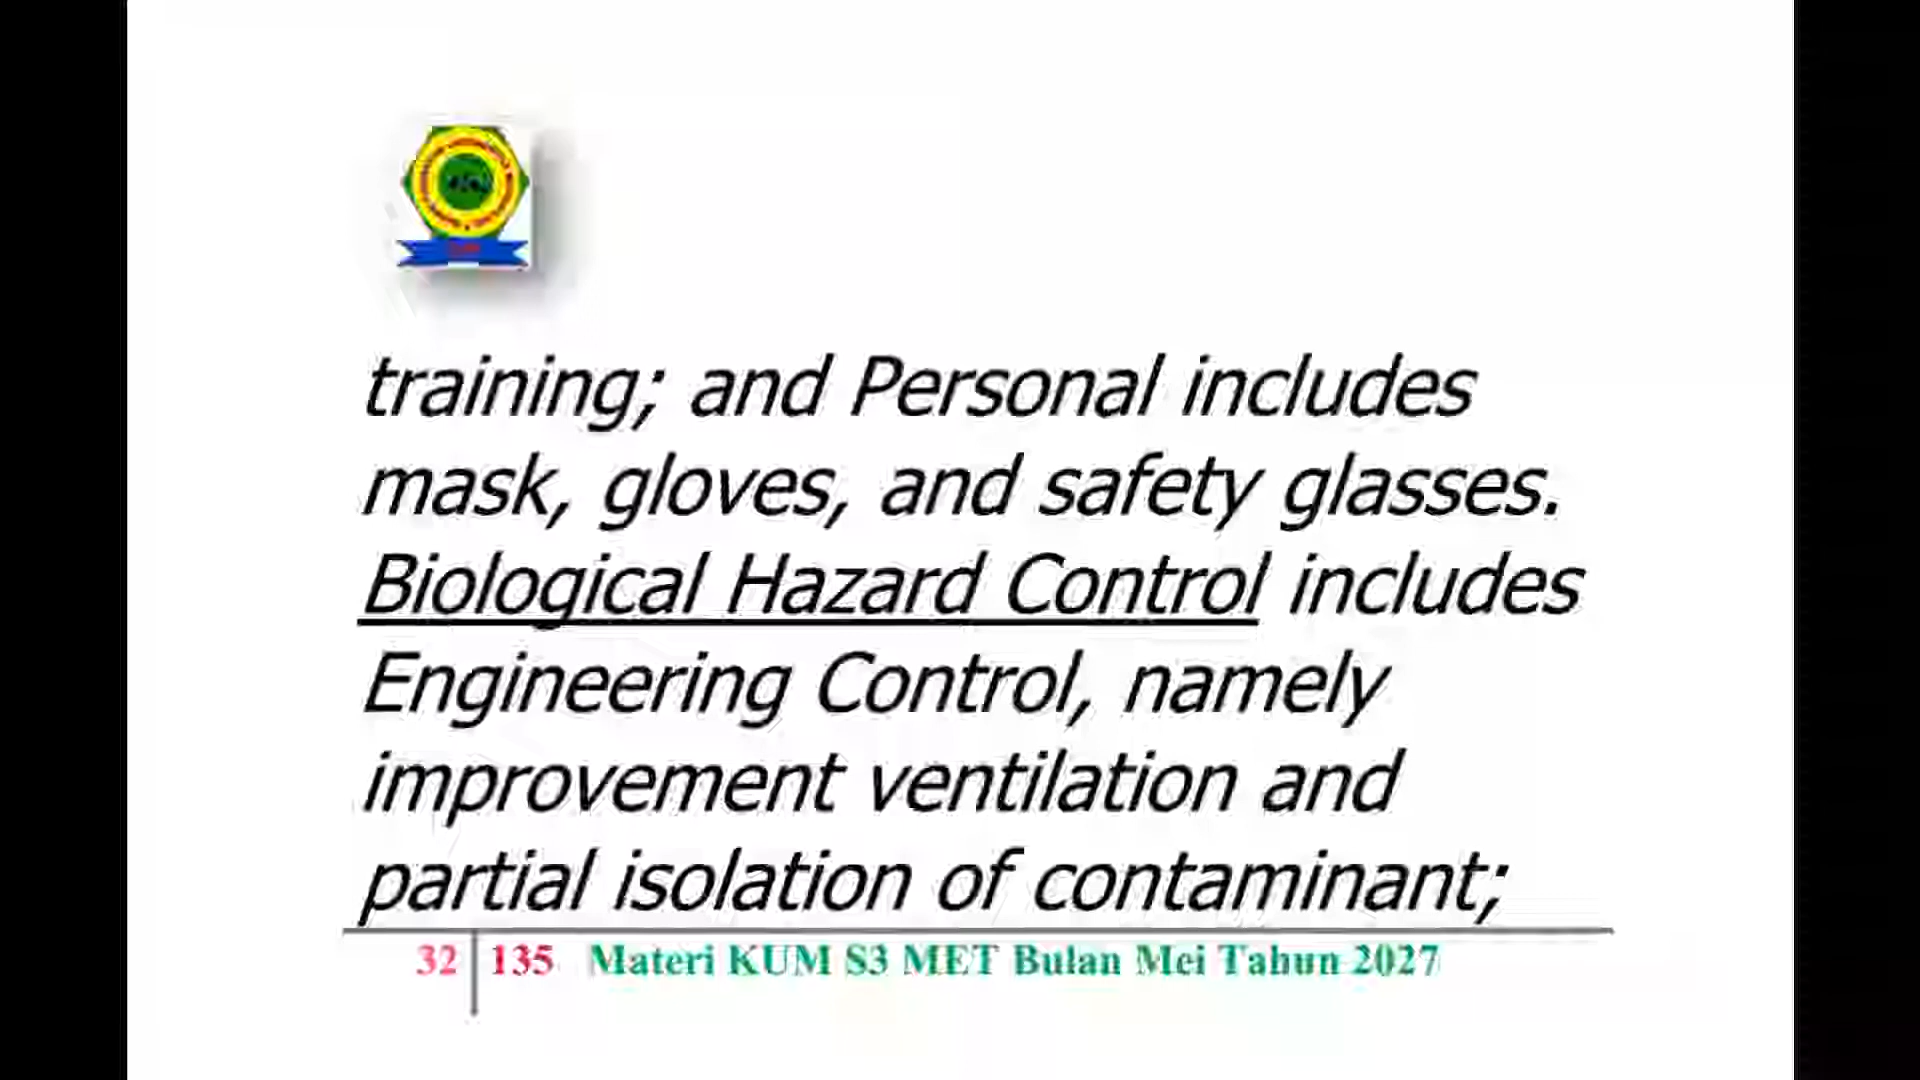 training; and Personal includes
mask, gloves, and safety glasses.
Biological Hazard Control includes
Engineering Control, namely
improvement ventilation and
partial isolation of contaminant;
32 135 Materi KUM S3 MET Bulan Mei Tahun 2027